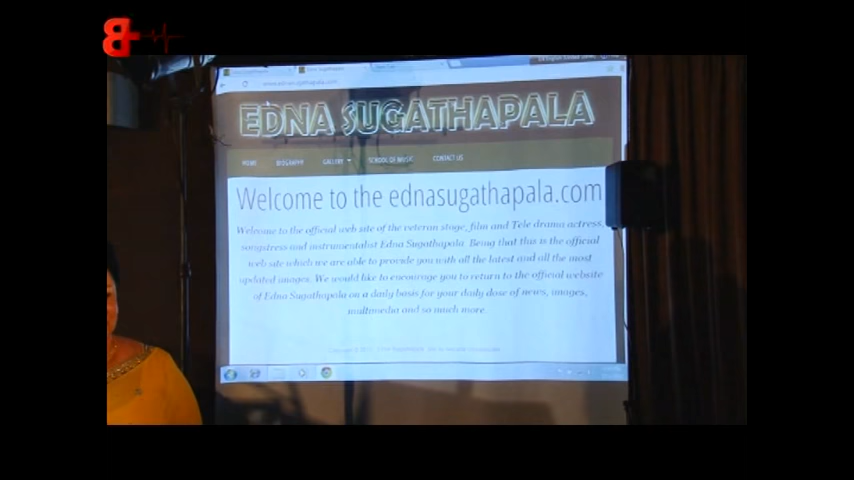 www.ednasugathapala.com
EDNA SUGATHAPALA
HOME BIOGRAPHY GALLERY SCHOOL OF MUSIC CONTACT US
Welcome to the ednasugathapala.com
Welcome to the official web site of the veteran stage, film and Tele drama actress,
songstress and instrumentalist Edna Sugathapala. Being that this is the official
web site which we are able to provide you with all the latest and all the most
updated images. We would like to encourage you to return to the official website
of Edna Sugathapala on a daily basis for your daily dose of news, images,
multimedia and so much more.